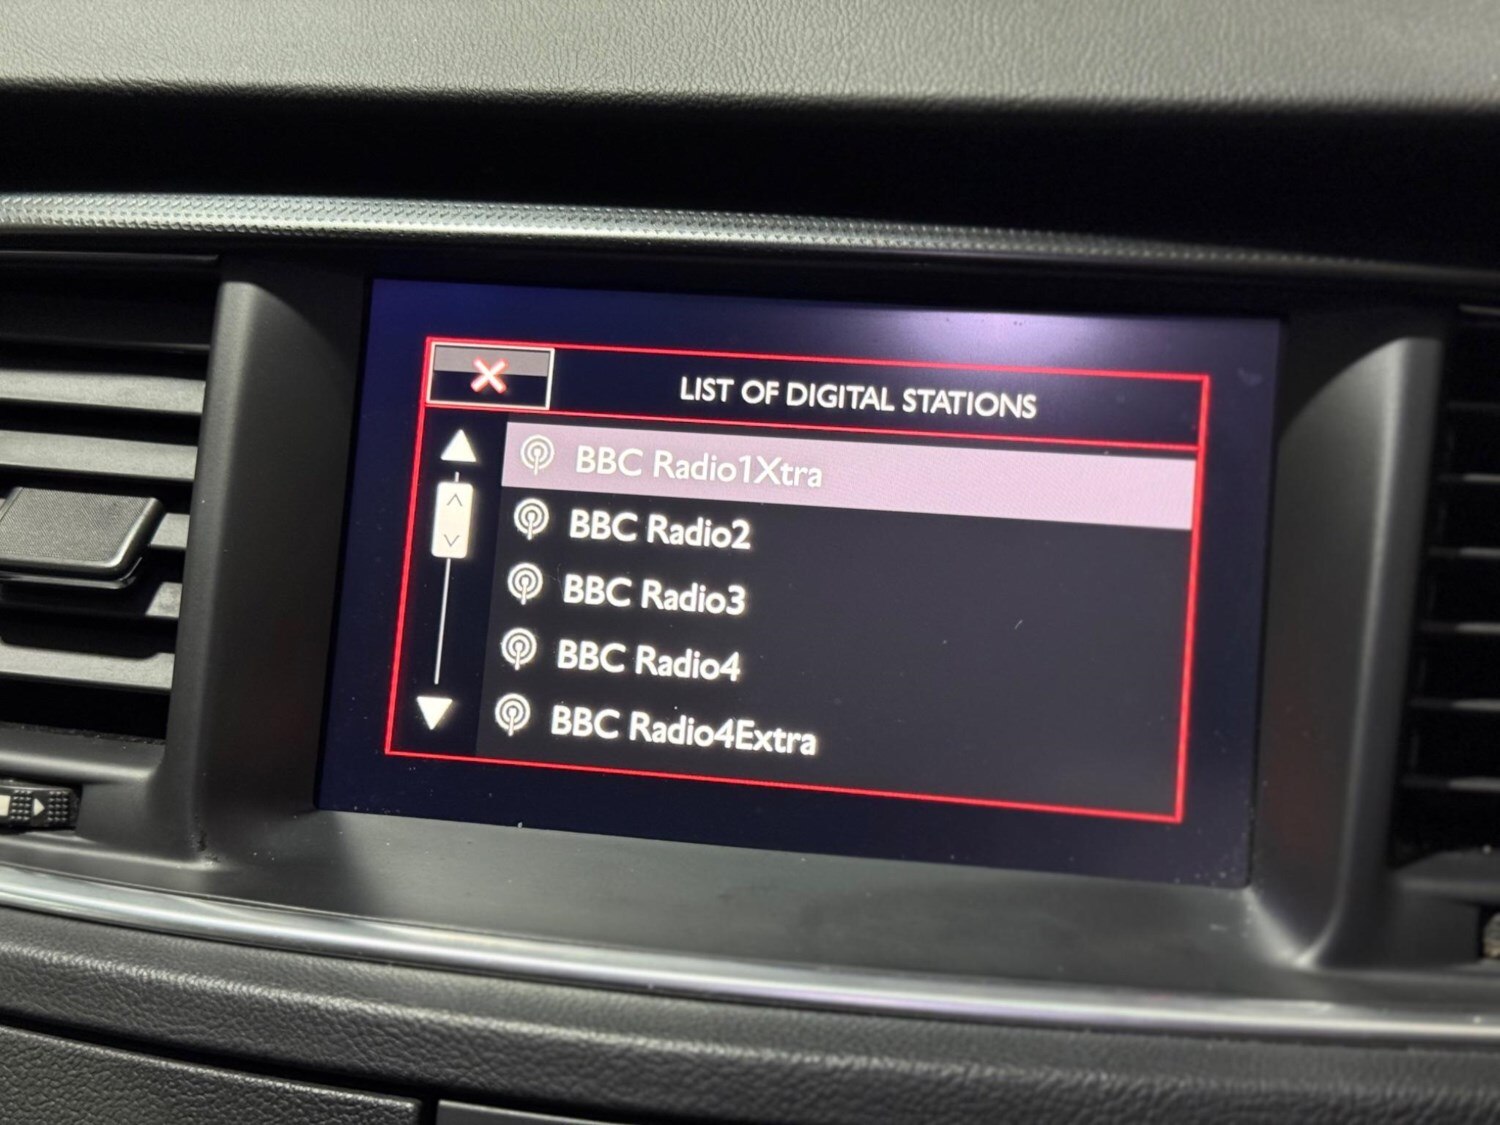 LIST OF DIGITAL STATIONS
BBC Radio1Xtra
BBC Radio2
BBC Radio3
BBC Radio4
BBC Radio4Extra